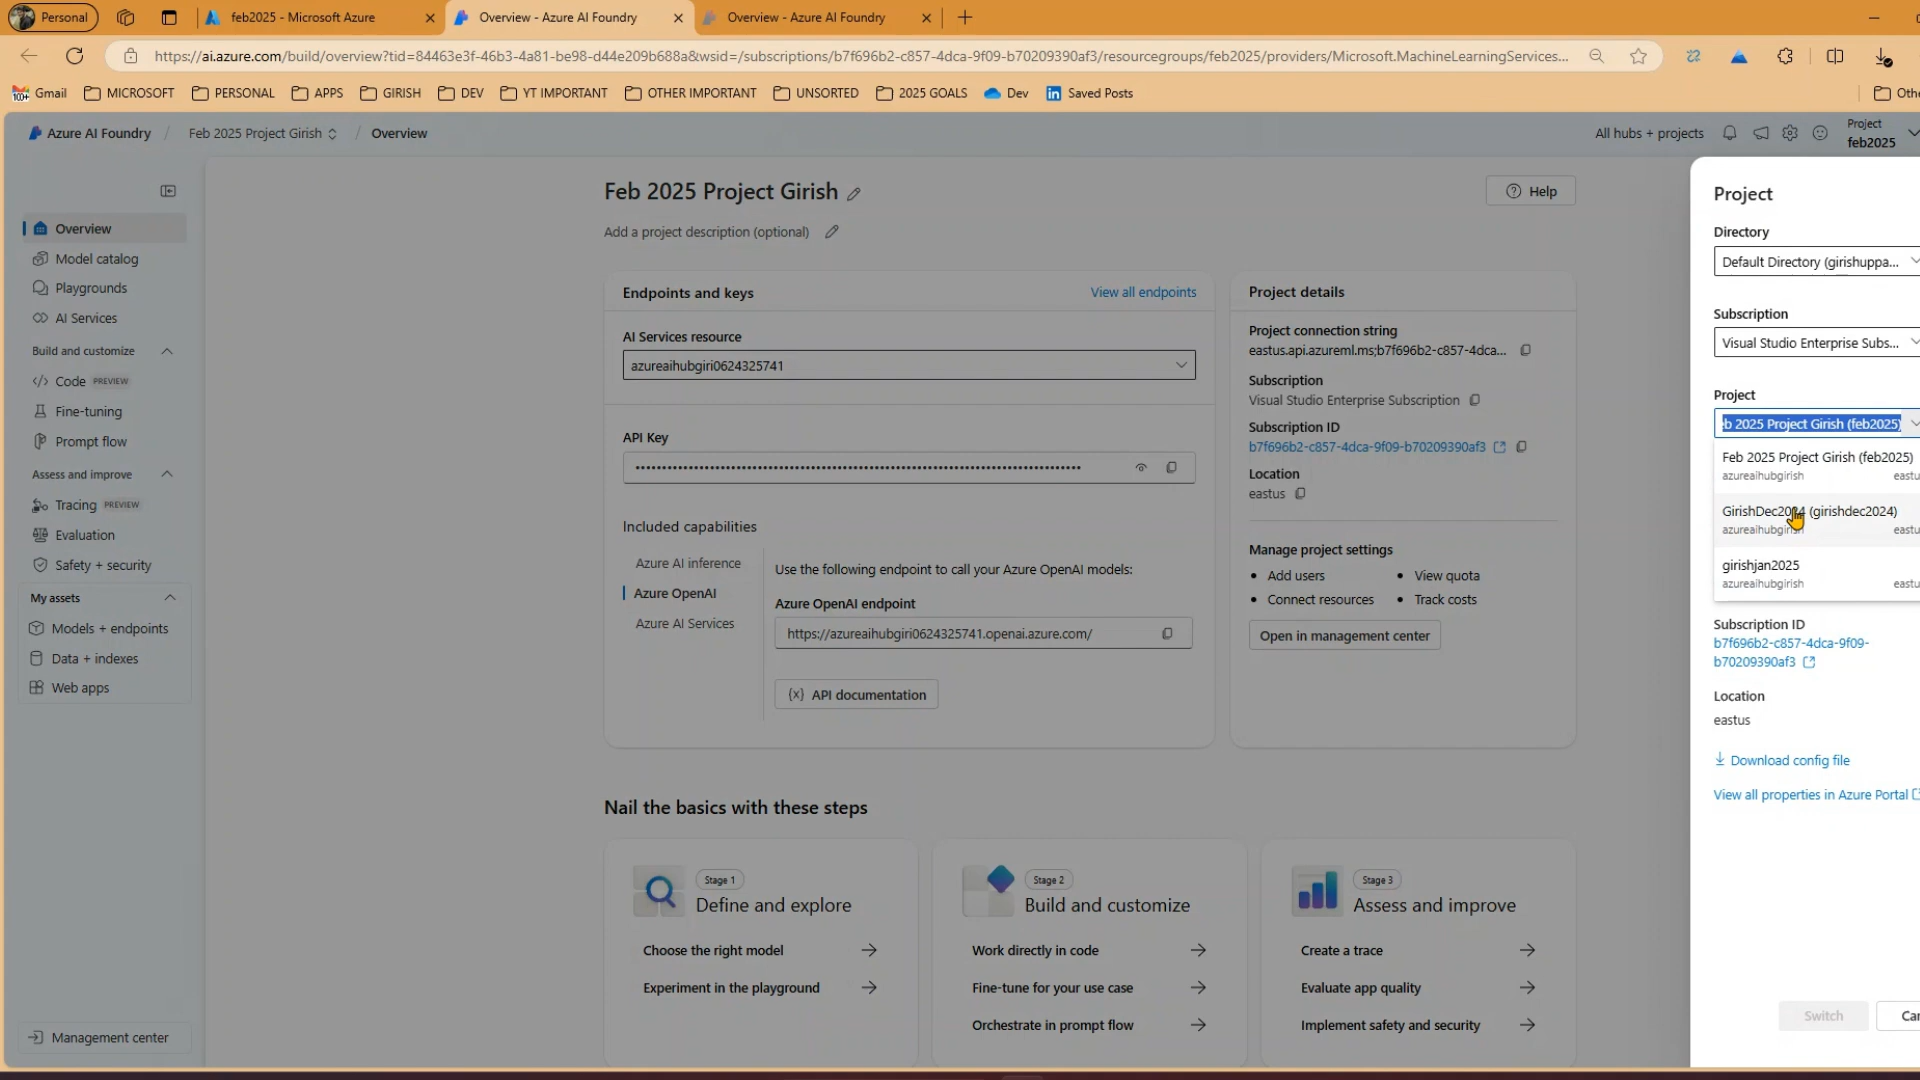 Personal
feb2025 - Microsoft Azure
Overview - Azure AI Foundry
Overview - Azure AI Foundry
https://ai.azure.com/build/overview?tid=84463e3f-46b3-4a81-be98-d44e209b688a&wsid=/subscriptions/b7f696b2-c857-4dca-9f09-b70209390af3/resourcegroups/feb2025/providers/Microsoft.MachineLearningServices...
100+ Gmail
MICROSOFT
PERSONAL
APPS
GIRISH
DEV
YT IMPORTANT
OTHER IMPORTANT
UNSORTED
2025 GOALS
Dev
Saved Posts
Othe
Azure AI Foundry / Feb 2025 Project Girish / Overview
All hubs + projects
Project
feb2025
Overview
Model catalog
Playgrounds
AI Services
Build and customize
Code PREVIEW
Fine-tuning
Prompt flow
Assess and improve
Tracing PREVIEW
Evaluation
Safety + security
My assets
Models + endpoints
Data + indexes
Web apps
Management center
Feb 2025 Project Girish
Help
Add a project description (optional)
Endpoints and keys
View all endpoints
AI Services resource
azureaihubgiri0624325741
API Key
Included capabilities
Azure AI inference
Azure OpenAI
Azure AI Services
Use the following endpoint to call your Azure OpenAI models:
Azure OpenAI endpoint
https://azureaihubgiri0624325741.openai.azure.com/
{x} API documentation
Project details
Project connection string
eastus.api.azureml.ms;b7f696b2-c857-4dca...
Subscription
Visual Studio Enterprise Subscription
Subscription ID
b7f696b2-c857-4dca-9f09-b70209390af3
Location
eastus
Manage project settings
• Add users
• View quota
• Connect resources
• Track costs
Open in management center
Nail the basics with these steps
Stage 1
Define and explore
Choose the right model
Experiment in the playground
Stage 2
Build and customize
Work directly in code
Fine-tune for your use case
Orchestrate in prompt flow
Stage 3
Assess and improve
Create a trace
Evaluate app quality
Implement safety and security
Project
Directory
Default Directory (girishuppa...
Subscription
Visual Studio Enterprise Subs...
Project
b 2025 Project Girish (feb2025)
Feb 2025 Project Girish (feb2025)
azureaihubgirish
eastu
GirishDec2024 (girishdec2024)
azureaihubgirish
eastu
girishjan2025
azureaihubgirish
eastu
Subscription ID
b7f696b2-c857-4dca-9f09-
b70209390af3
Location
eastus
Download config file
View all properties in Azure Portal
Switch
Can